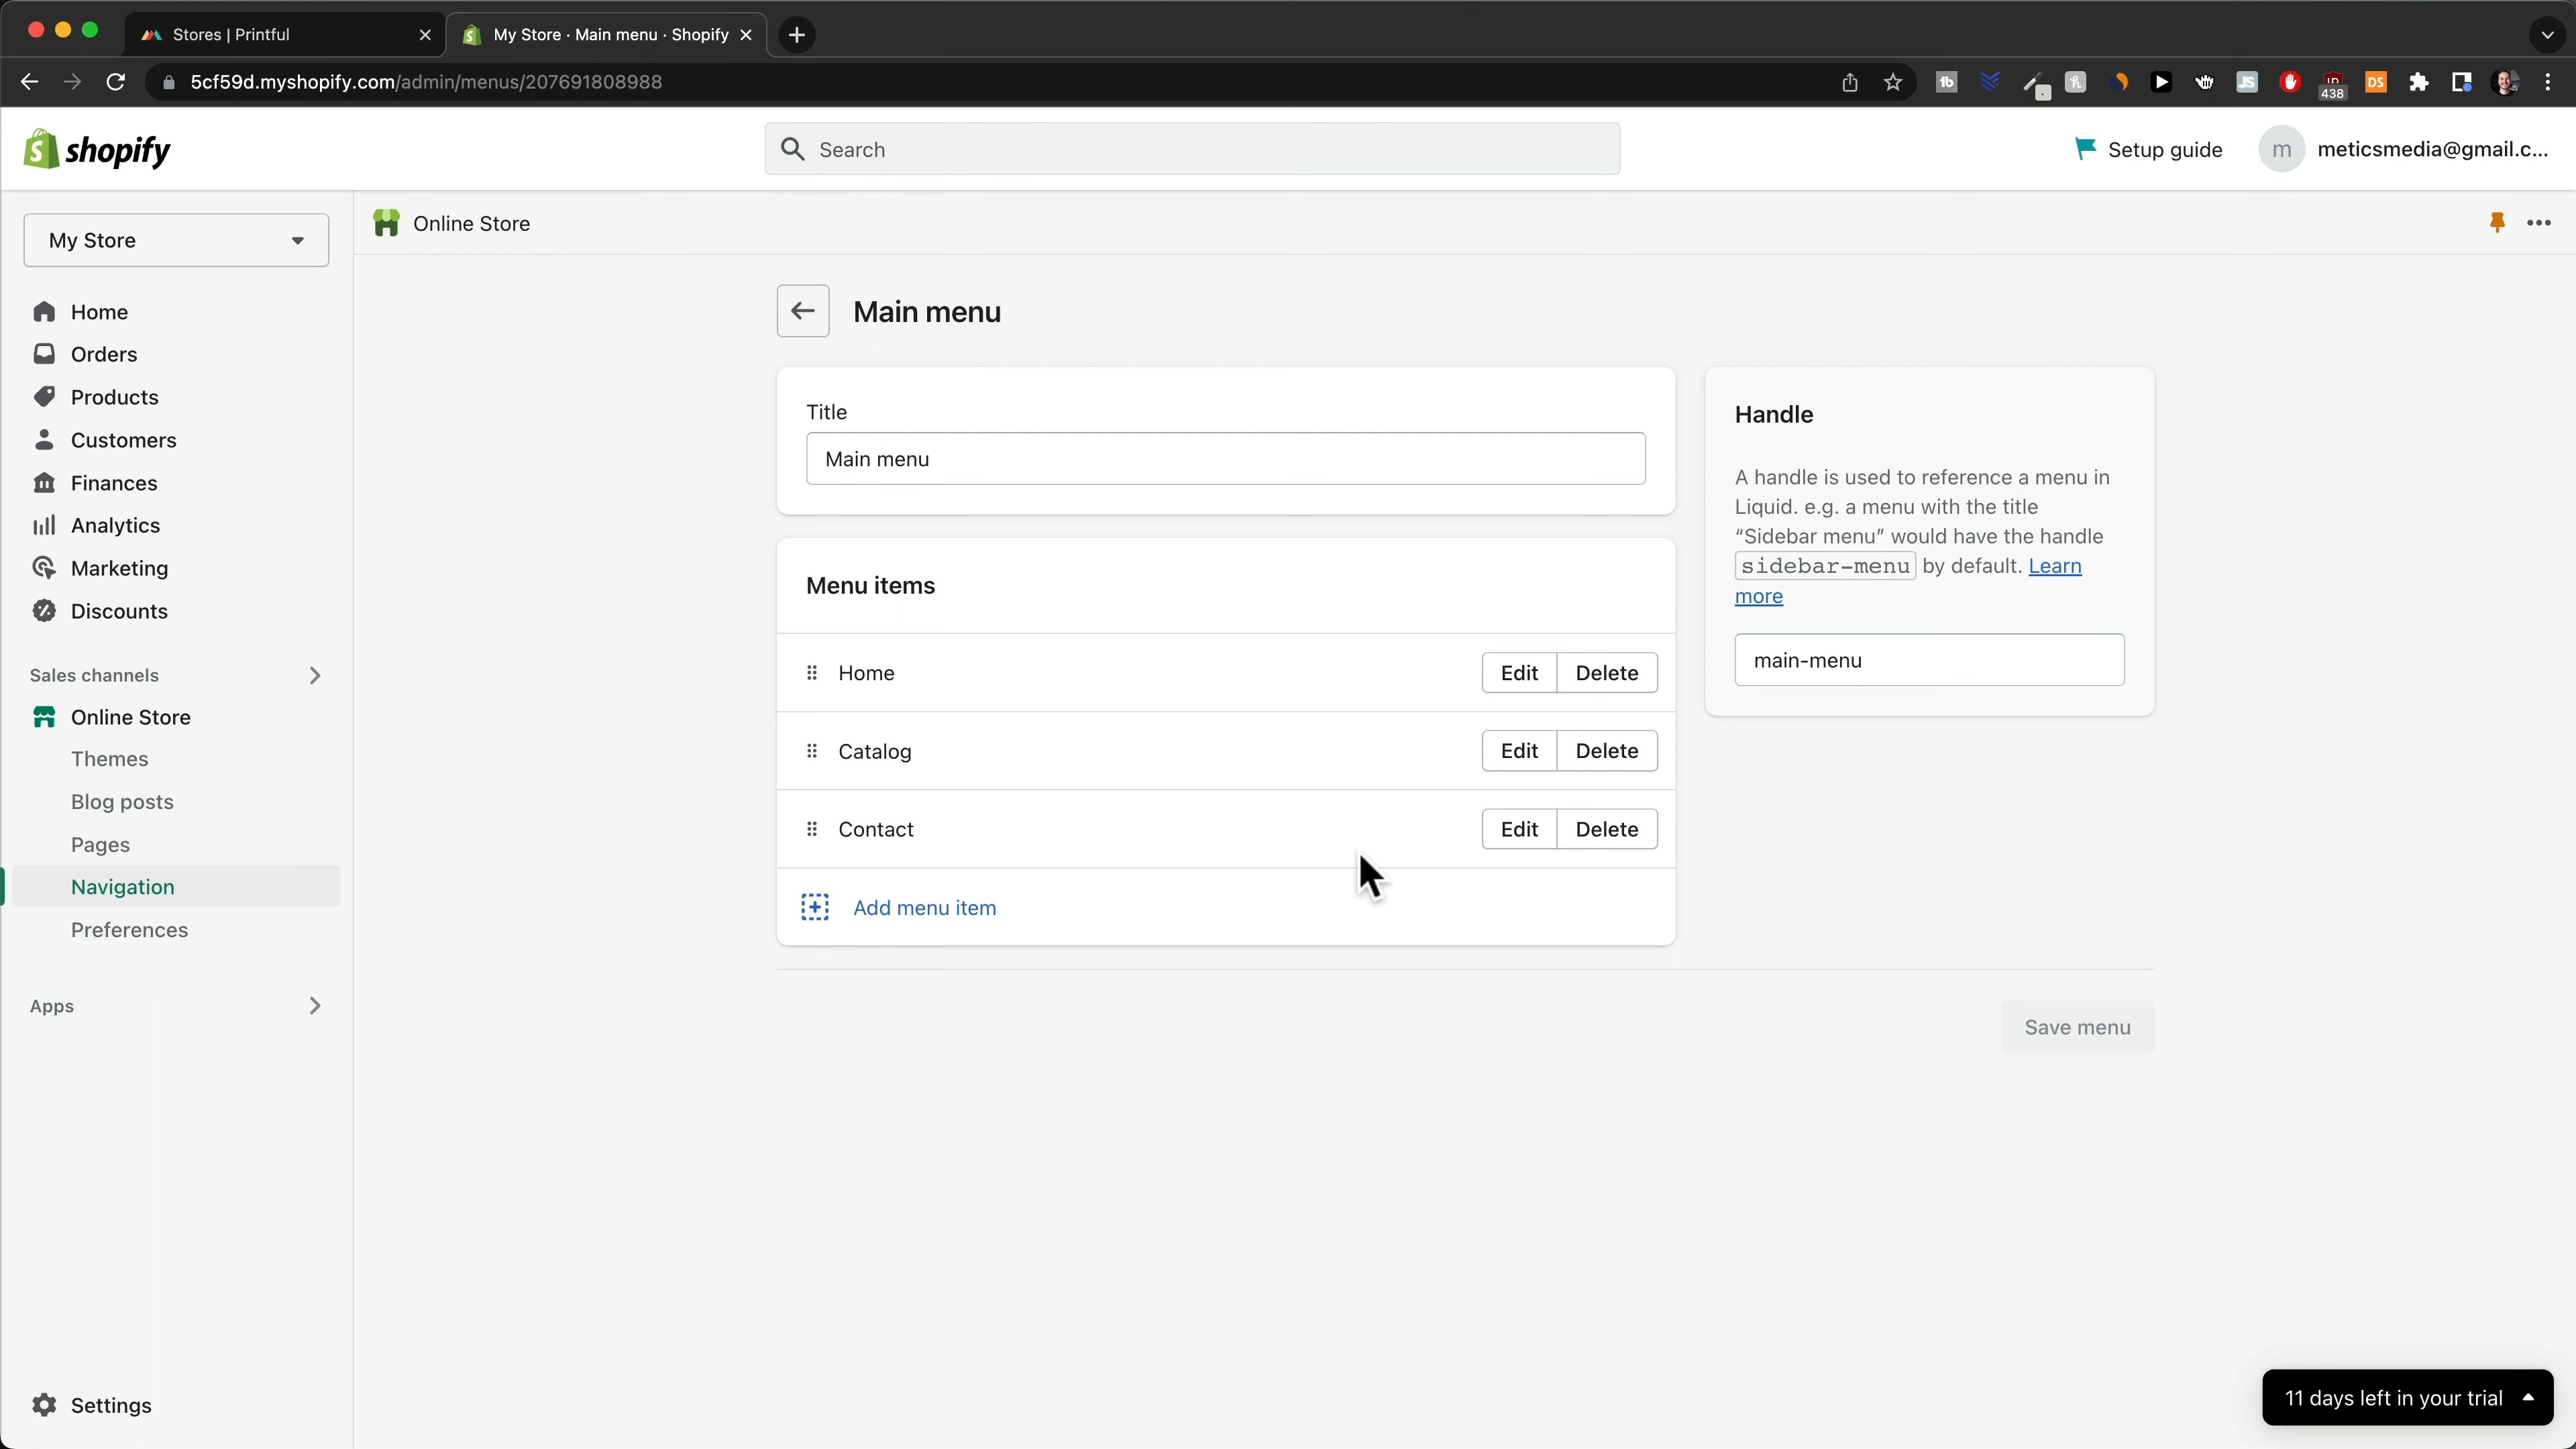 Stores | Printful
My Store · Main menu · Shopify
5cf59d.myshopify.com/admin/menus/207691808988
438
shopify
Search
Setup guide
m
meticsmedia@gmail.c...
My Store
Online Store
Home
Orders
Products
Customers
Finances
Analytics
Marketing
Discounts
Sales channels
Online Store
Themes
Blog posts
Pages
Navigation
Preferences
Apps
Settings
Main menu
Title
Main menu
Menu items
Home
Edit
Delete
Catalog
Edit
Delete
Contact
Edit
Delete
Add menu item
Handle
A handle is used to reference a menu in
Liquid. e.g. a menu with the title
“Sidebar menu” would have the handle
sidebar-menu by default. Learn
more
main-menu
Save menu
11 days left in your trial